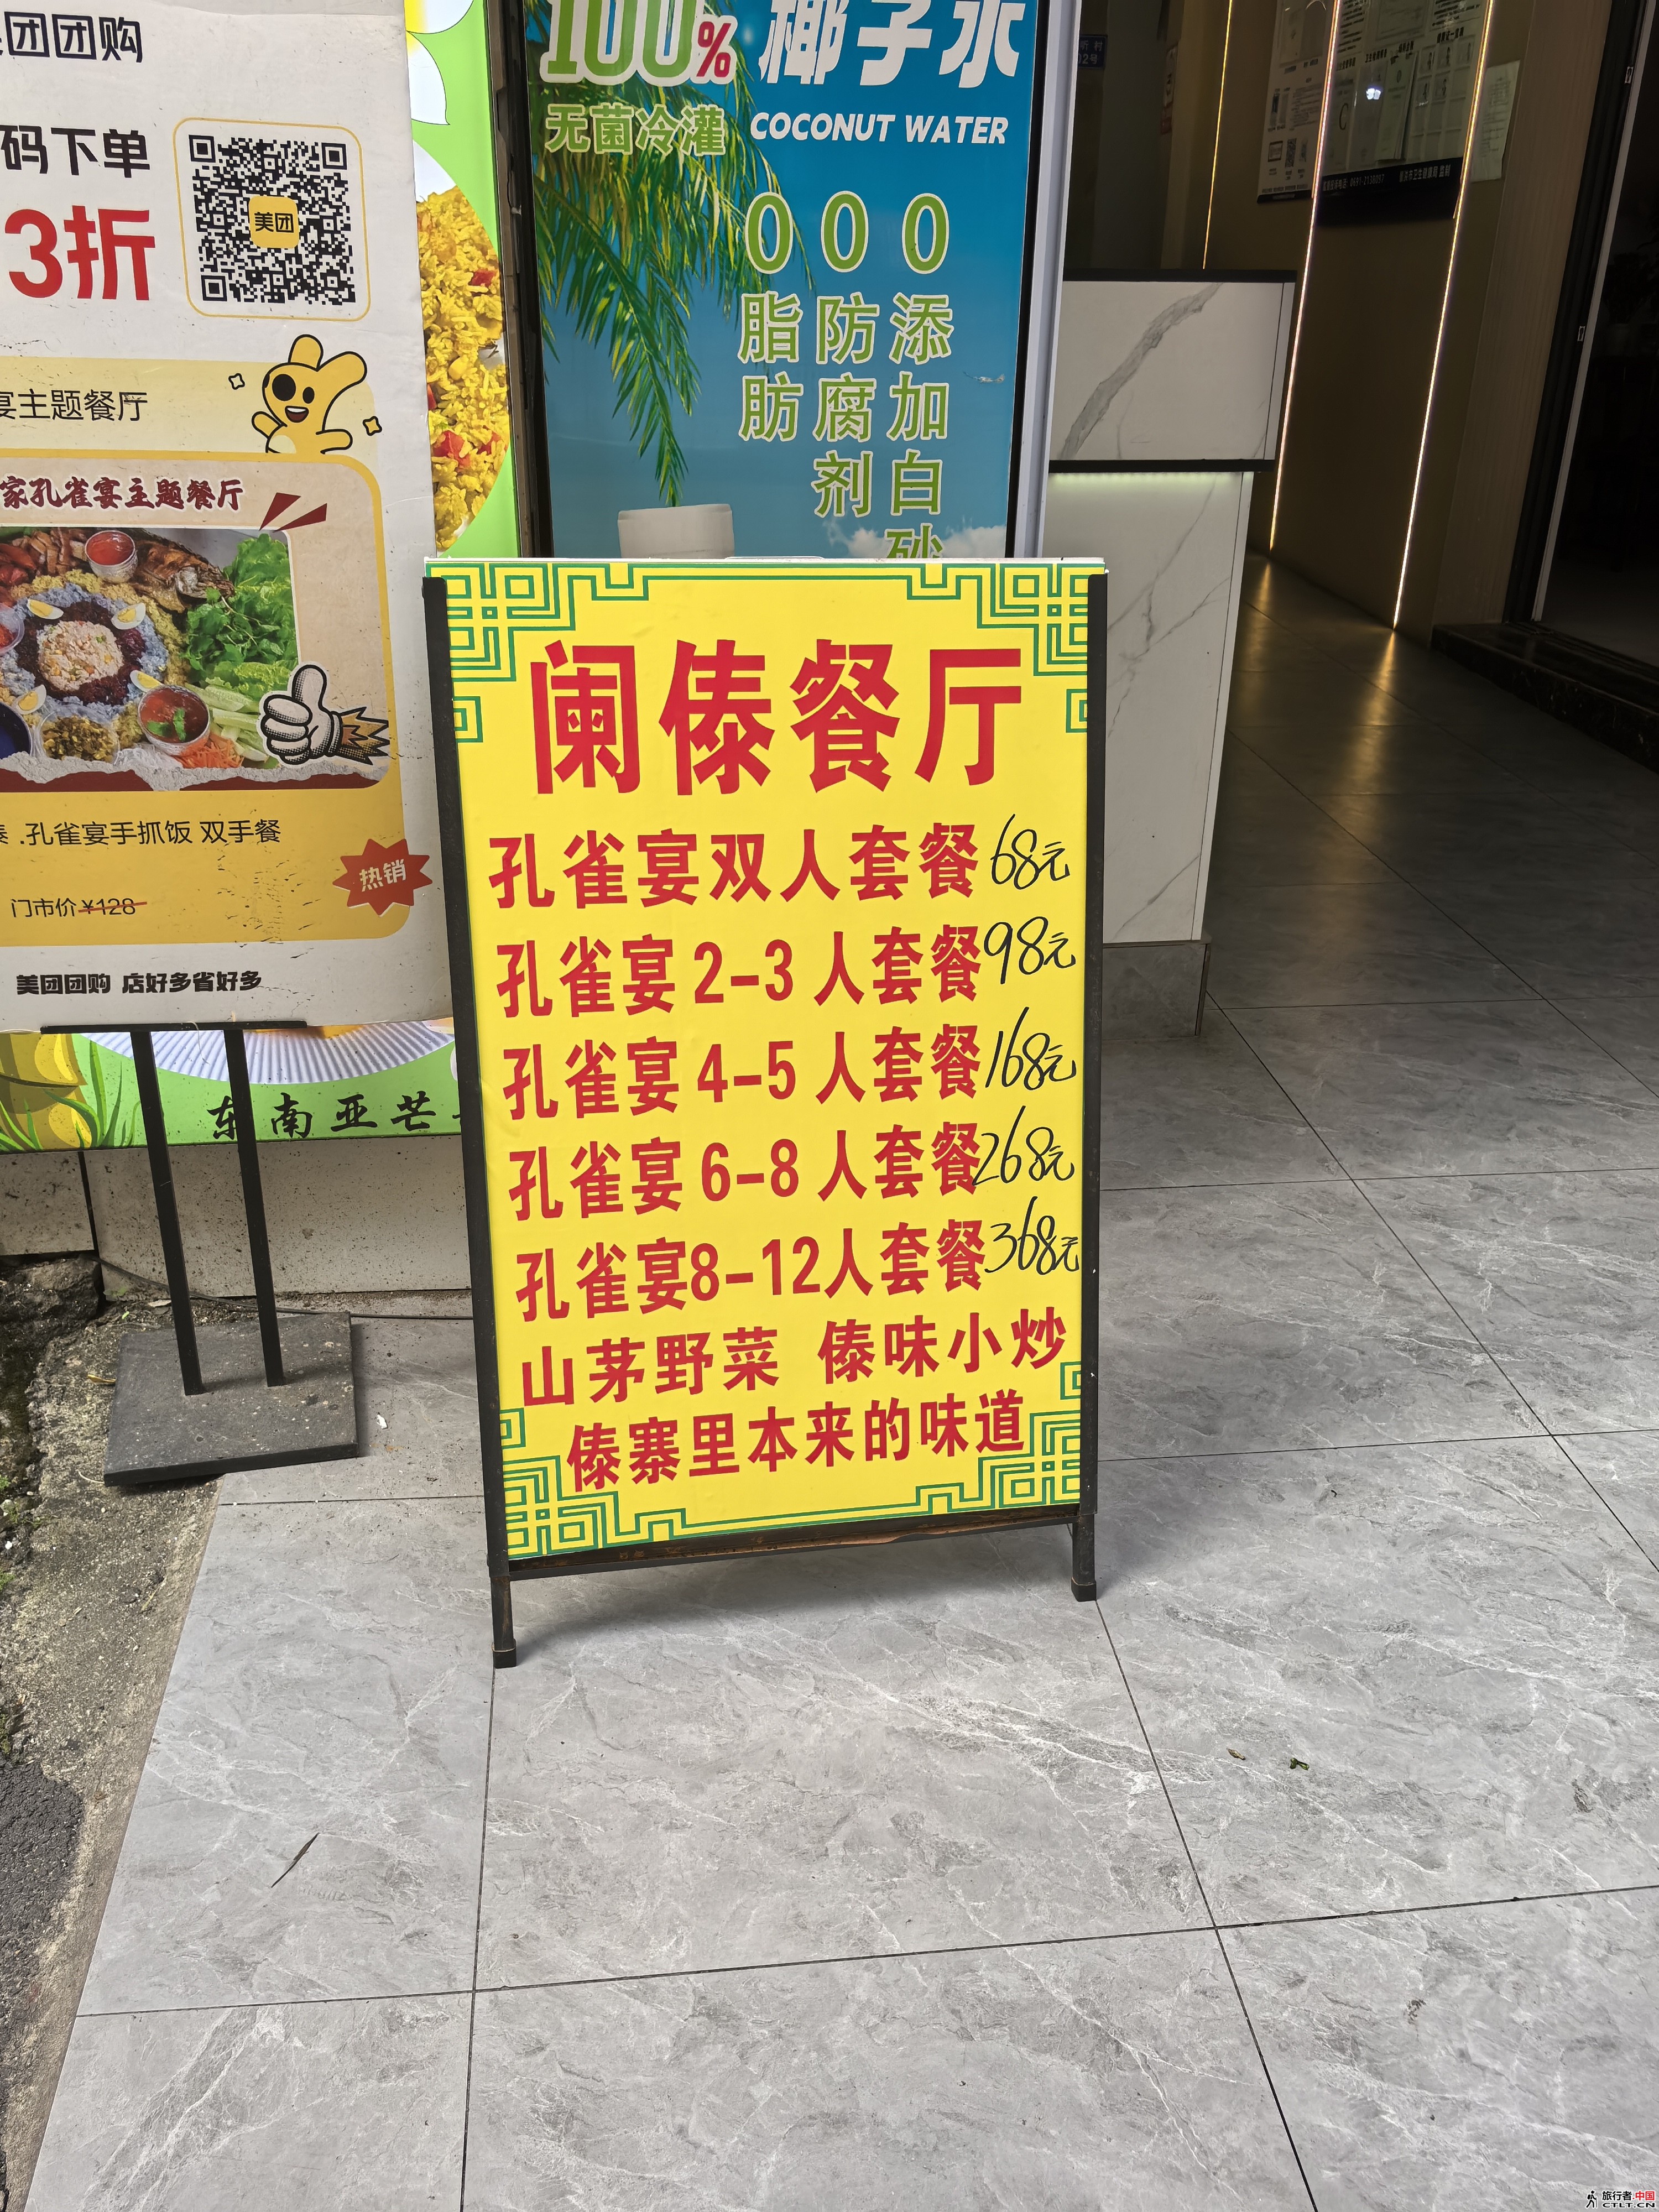 团团购
码下单
3折
美团
宴主题餐厅
家孔雀宴主题餐厅
.孔雀宴手抓饭 双手餐
热销
门市价¥128
美团团购 店好多省好多
东南亚芒
100% 椰子水
无菌冷灌 COCONUT WATER
0脂肪
0防腐剂
0添加白砂
阑傣餐厅
孔雀宴双人套餐68元
孔雀宴2-3人套餐98元
孔雀宴4-5人套餐168元
孔雀宴6-8人套餐268元
孔雀宴8-12人套餐368元
山茅野菜 傣味小炒
傣寨里本来的味道
旅行者.中国
CTLT.CN